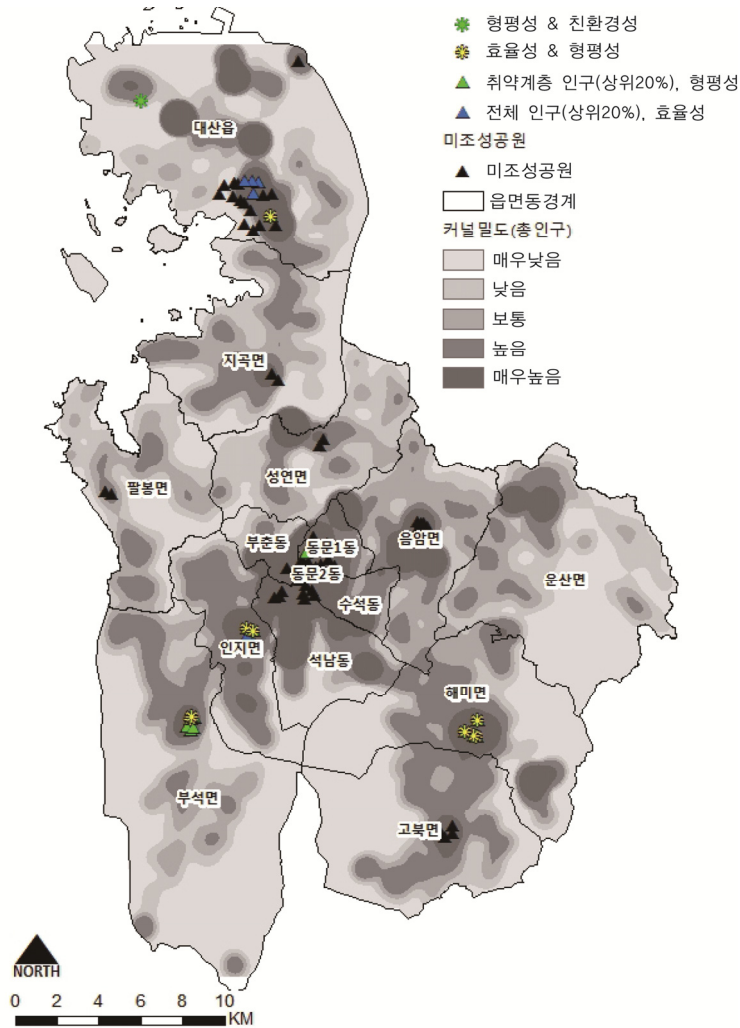 형평성 & 친환경성
효율성 & 형평성
취약계층 인구(상위20%), 형평성
전체 인구(상위20%), 효율성
미조성공원
미조성공원
읍면동경계
커널밀도(총인구)
매우낮음
낮음
보통
높음
매우높음
대산읍
지곡면
성연면
팔봉면
부춘동
동문1동
음암면
동문2동
운산면
수석동
인지면
석남동
해미면
부석면
고북면
NORTH
0 2 4 6 8 10
KM